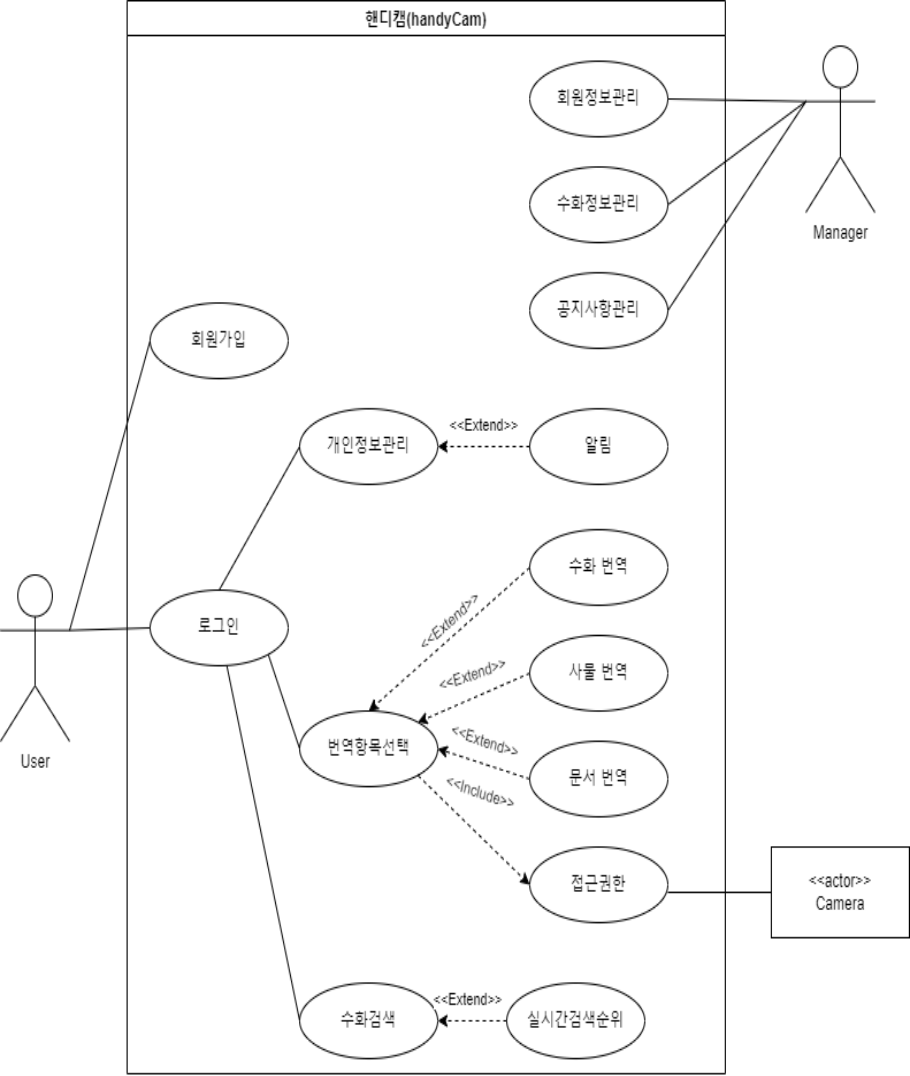 핸디캠(handyCam)
회원정보관리
수화정보관리
Manager
공지사항관리
회원가입
개인정보관리
<<Extend>>
알림
수화 번역
<<Extend>>
로그인
사물 번역
<<Extend>>
User
번역항목선택
<<Extend>>
문서 번역
<<Include>>
접근권한
<<actor>>
Camera
수화검색
<<Extend>>
실시간검색순위